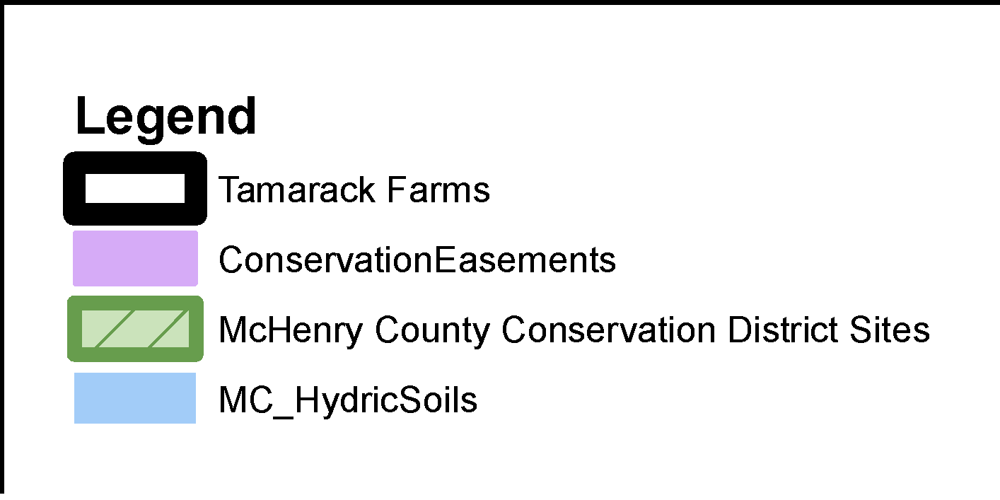 Legend
Tamarack Farms
ConservationEasements
McHenry County Conservation District Sites
MC_HydricSoils